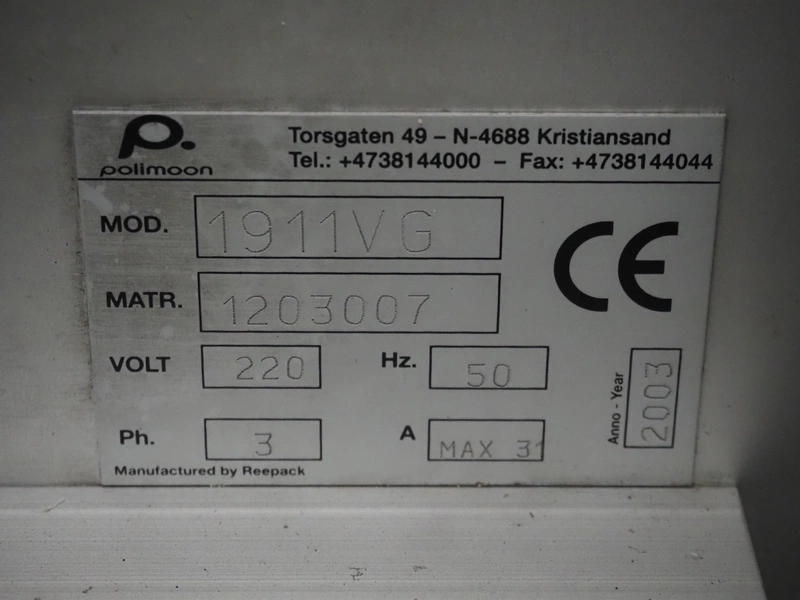 p.
polimoon
Torsgaten 49 – N-4688 Kristiansand
Tel.: +4738144000 – Fax: +4738144044
MOD. 1911VG
CE
MATR. 1203007
VOLT 220 Hz. 50
Anno - Year 2003
Ph. 3 A MAX 31
Manufactured by Reepack